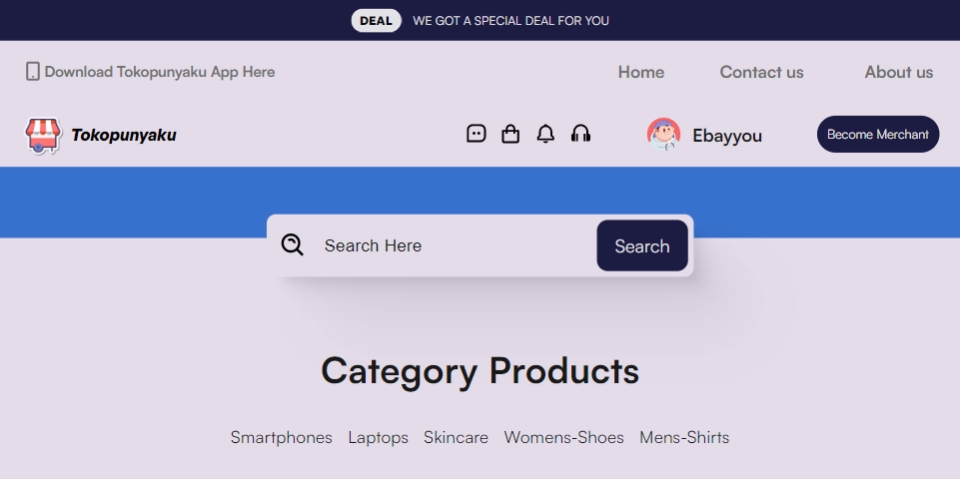 DEAL WE GOT A SPECIAL DEAL FOR YOU
Download Tokopunyaku App Here Home Contact us About us
Tokopunyaku Ebayyou Become Merchant
Search Here Search
Category Products
Smartphones Laptops Skincare Womens-Shoes Mens-Shirts